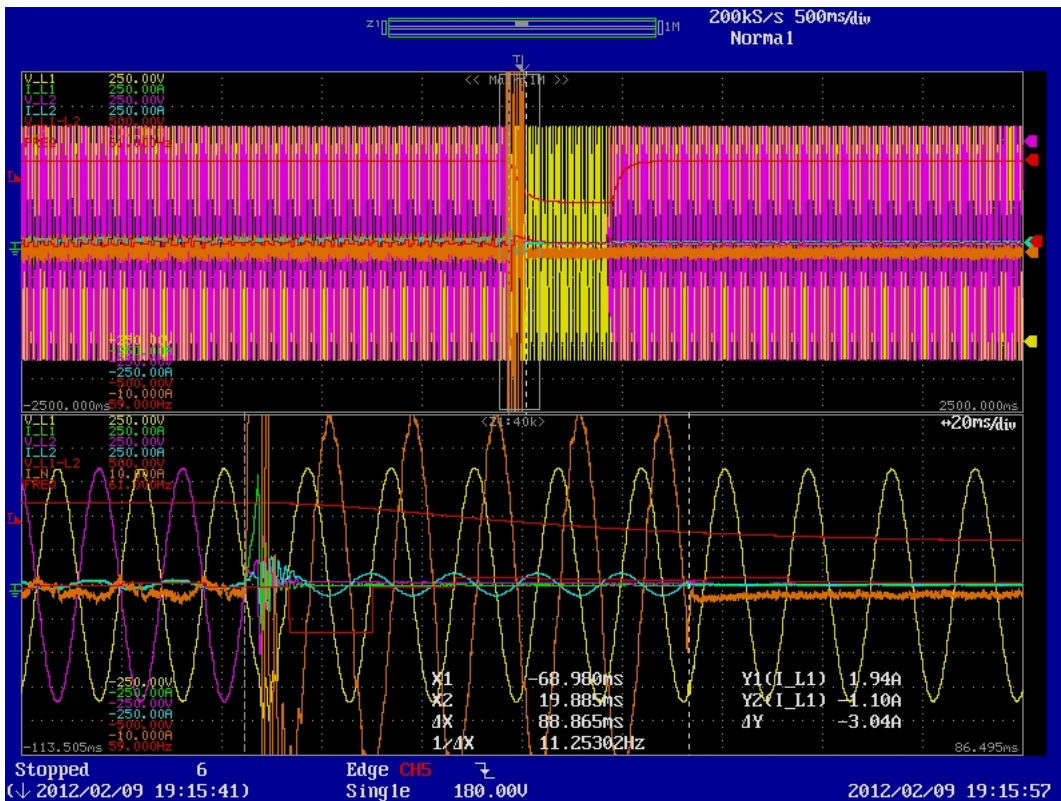 200kS/s 500ms/div
Normal
Z1 1M
T
V_L1 250.00V
I_L1 250.00A
V_L2 250.00V
I_L2 250.00A
<< Main:1M >>
-250.00A
-500.00V
-10.000A
59.000Hz
-2500.000ms 2500.000ms
<Z1:40k> ↔20ms/div
V_L1 250.00V
I_L1 250.00A
V_L2 250.00V
I_L2 250.00A
V_L1-L2 500.00V
I_N 10.000A
FREQ 61.000Hz
X1 -68.980ms Y1(I_L1) 1.94A
X2 19.885ms Y2(I_L1) -1.10A
ΔX 88.865ms ΔY -3.04A
1/ΔX 11.25302Hz
-250.00V
-250.00A
-250.00V
-250.00A
-500.00V
-10.000A
59.000Hz
-113.505ms 86.495ms
Stopped 6 Edge CH5
(↓ 2012/02/09 19:15:41) Single 180.00V 2012/02/09 19:15:57